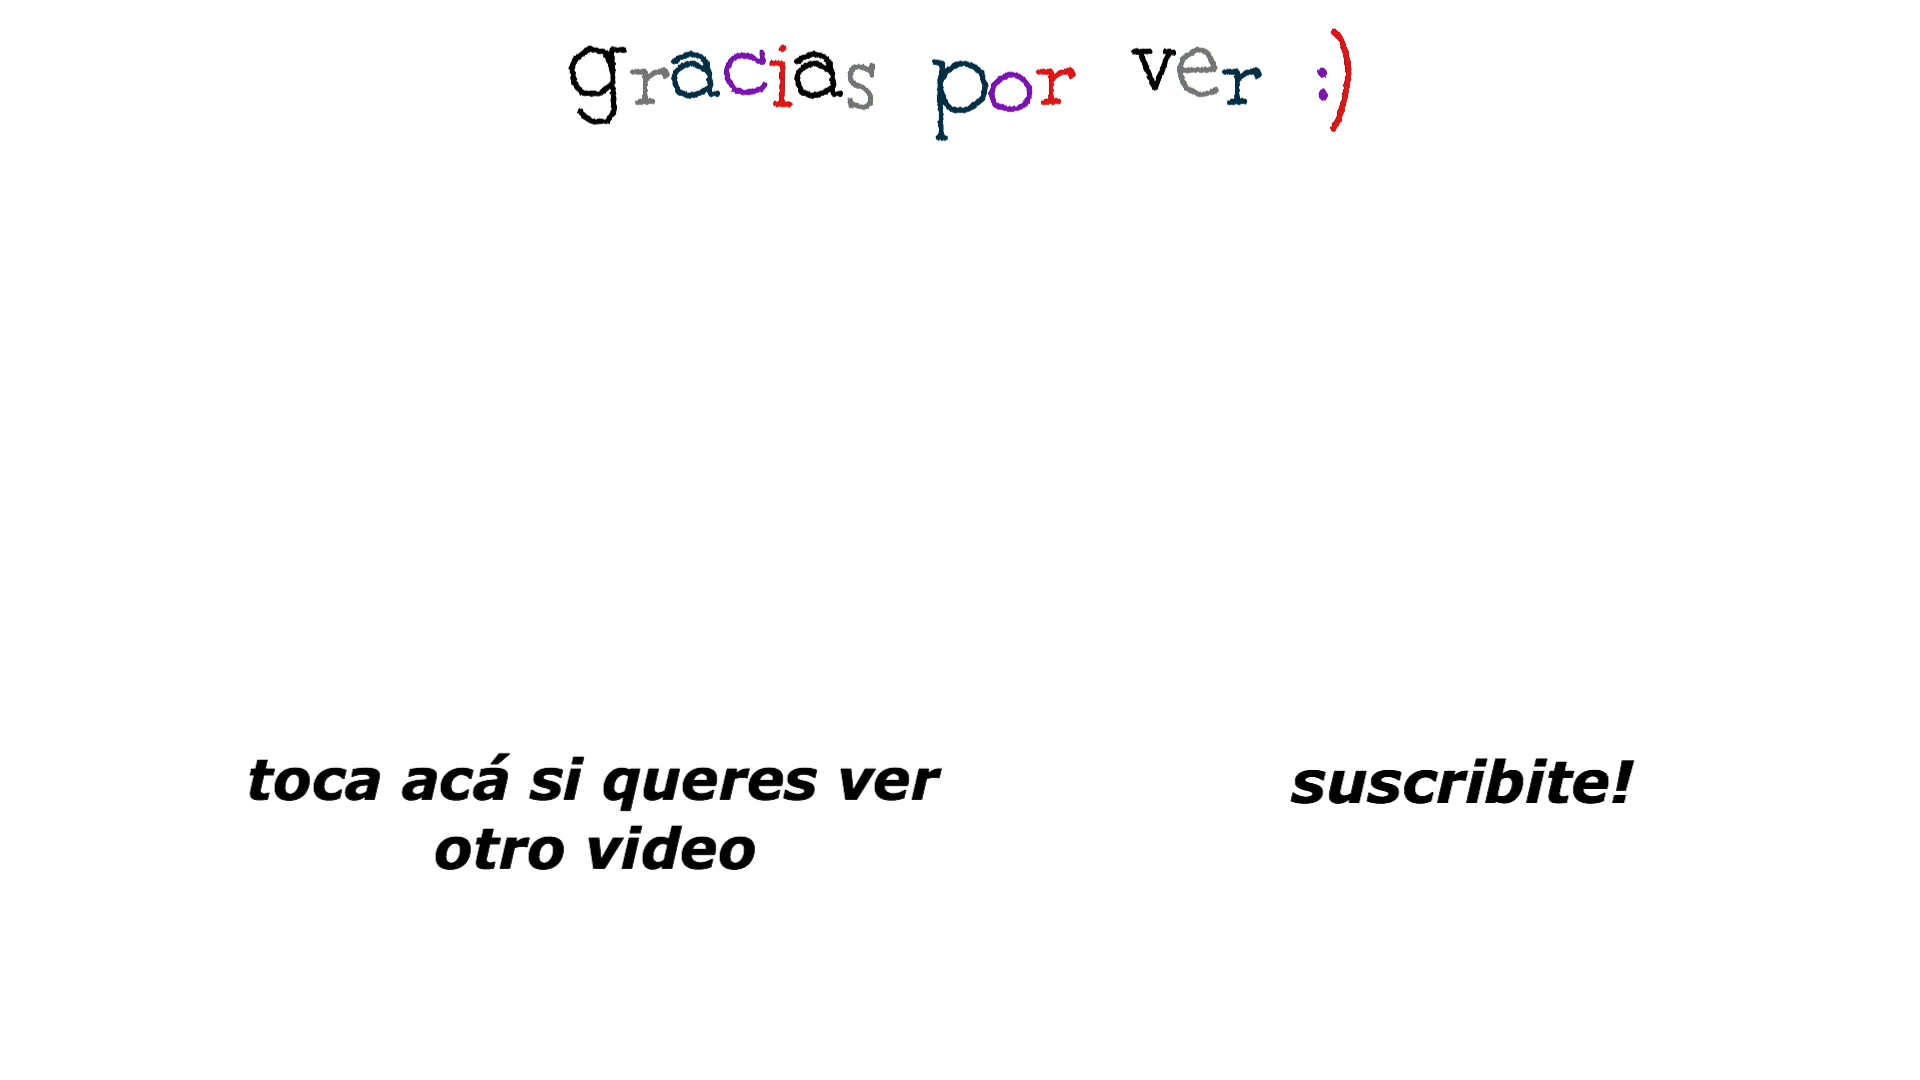 gracias por ver :)
toca acá si queres ver
otro video
suscribite!